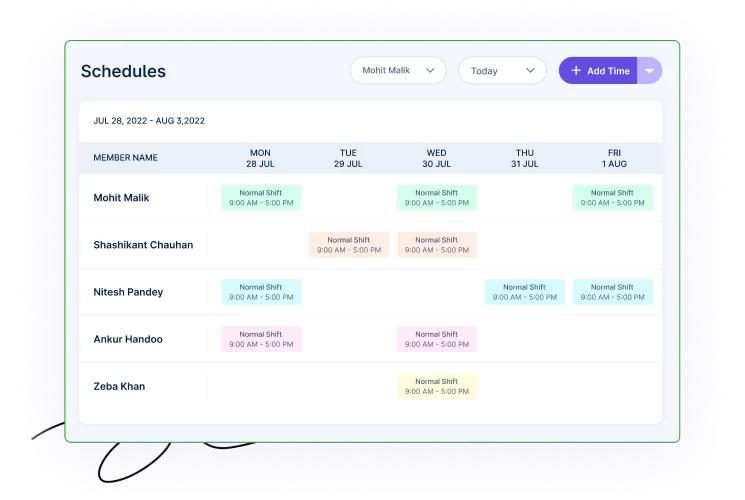 Schedules
Mohit Malik
Today
+ Add Time
JUL 28, 2022 - AUG 3,2022
MEMBER NAME
MON
28 JUL
TUE
29 JUL
WED
30 JUL
THU
31 JUL
FRI
1 AUG
Mohit Malik
Normal Shift
9:00 AM - 5:00 PM
Normal Shift
9:00 AM - 5:00 PM
Normal Shift
9:00 AM - 5:00 PM
Shashikant Chauhan
Normal Shift
9:00 AM - 5:00 PM
Normal Shift
9:00 AM - 5:00 PM
Nitesh Pandey
Normal Shift
9:00 AM - 5:00 PM
Normal Shift
9:00 AM - 5:00 PM
Normal Shift
9:00 AM - 5:00 PM
Ankur Handoo
Normal Shift
9:00 AM - 5:00 PM
Normal Shift
9:00 AM - 5:00 PM
Zeba Khan
Normal Shift
9:00 AM - 5:00 PM